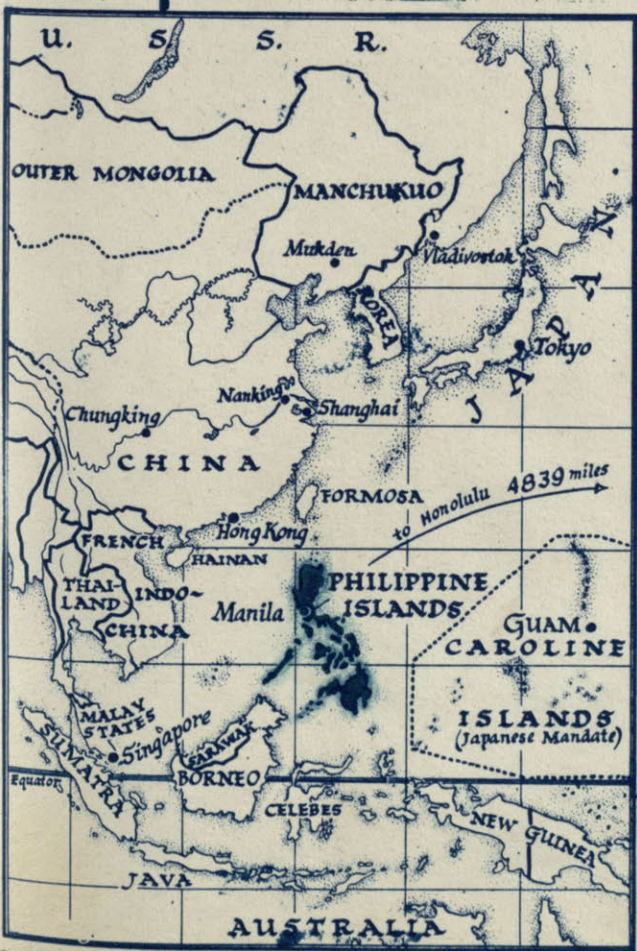 U. S. S. R.
OUTER MONGOLIA
MANCHUKUO
Mukden
Vladivostok
KOREA
JAPAN
Tokyo
Nanking
Shanghai
Chungking
CHINA
FORMOSA
to Honolulu 4839 miles
Hong Kong
FRENCH
INDO-
CHINA
HAINAN
THAI-
LAND
Manila
PHILIPPINE
ISLANDS
GUAM
CAROLINE
ISLANDS
(Japanese Mandate)
MALAY
STATES
Singapore
SARAWAK
BORNEO
SUMATRA
Equator
CELEBES
NEW GUINEA
JAVA
AUSTRALIA